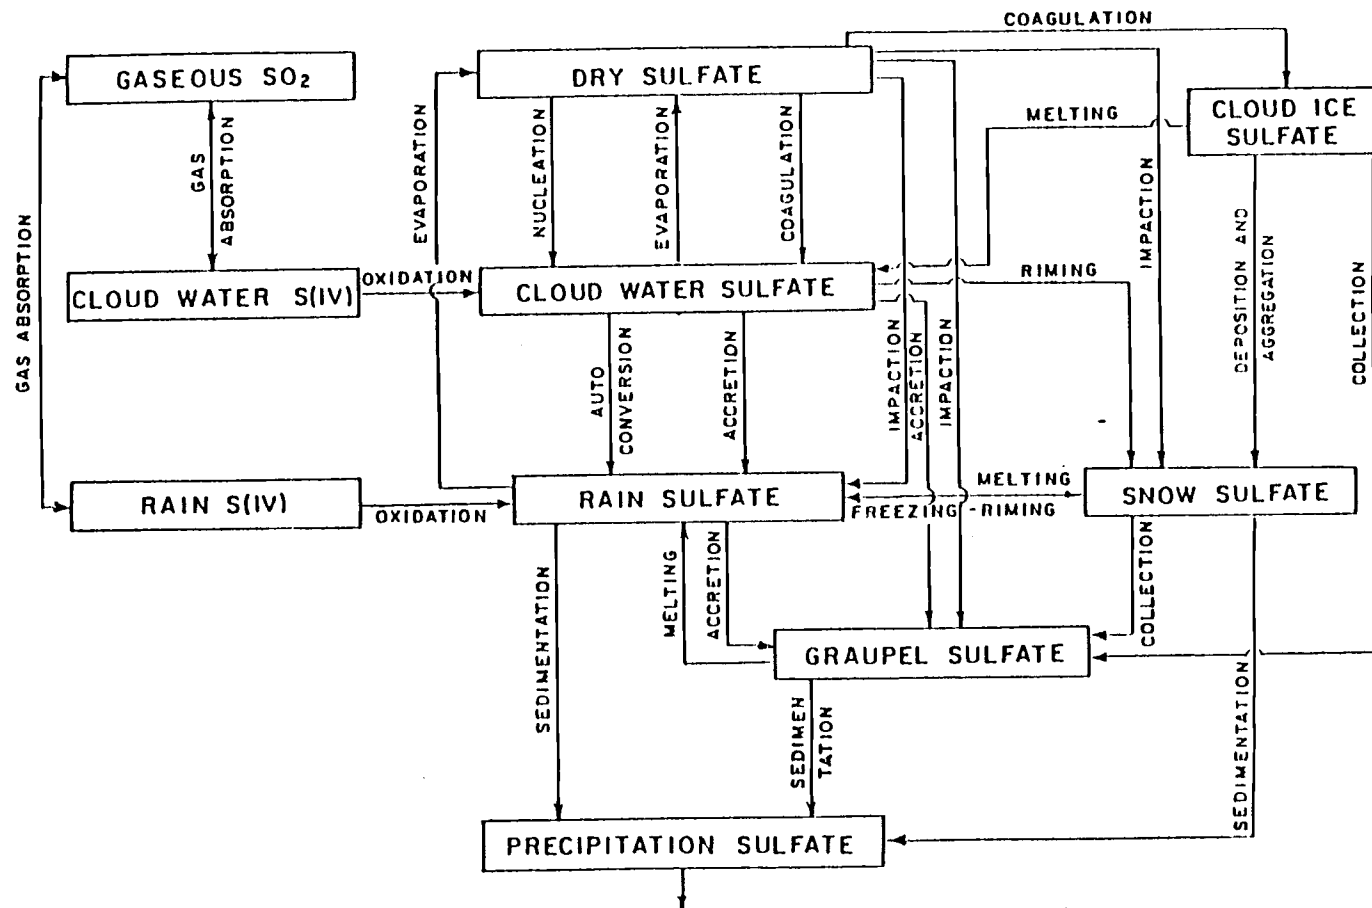 COAGULATION
GASEOUS SO₂
DRY SULFATE
CLOUD ICE
SULFATE
MELTING
GAS
ABSORPTION
EVAPORATION
NUCLEATION
EVAPORATION
COAGULATION
IMPACTION
DEPOSITION AND
AGGREGATION
COLLECTION
GAS ABSORPTION
CLOUD WATER S(IV)
OXIDATION
CLOUD WATER SULFATE
RIMING
AUTO
CONVERSION
ACCRETION
IMPACTION
ACCRETION
IMPACTION
RAIN S(IV)
OXIDATION
RAIN SULFATE
MELTING
FREEZING-RIMING
SNOW SULFATE
SEDIMENTATION
MELTING
ACCRETION
COLLECTION
GRAUPEL SULFATE
SEDIMEN
TATION
SEDIMENTATION
PRECIPITATION SULFATE